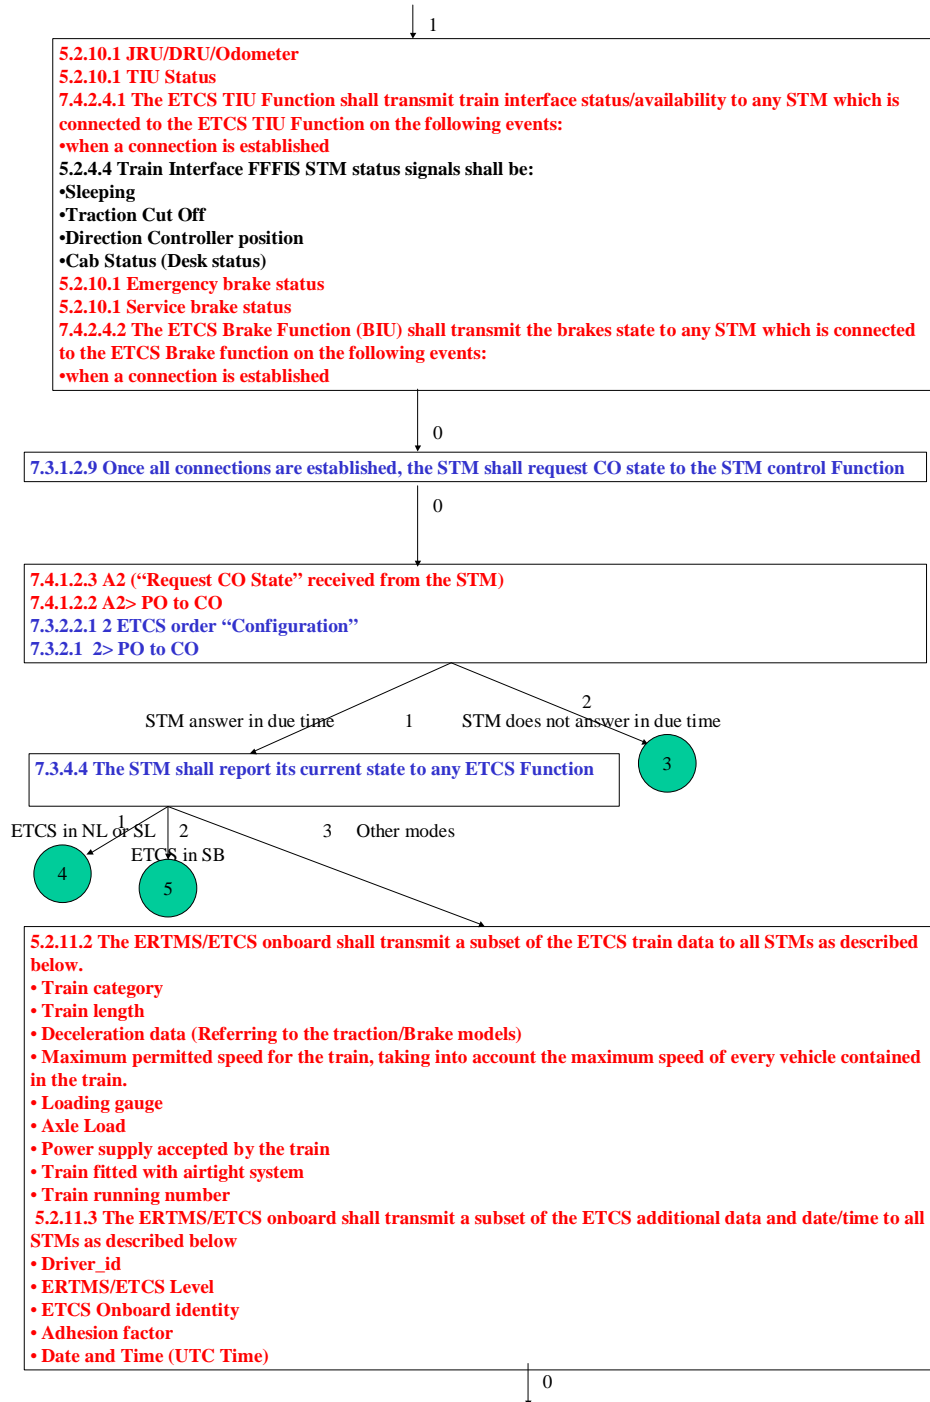 1
5.2.10.1 JRU/DRU/Odometer
5.2.10.1 TIU Status
7.4.2.4.1 The ETCS TIU Function shall transmit train interface status/availability to any STM which is
connected to the ETCS TIU Function on the following events:
•when a connection is established
5.2.4.4 Train Interface FFFIS STM status signals shall be:
•Sleeping
•Traction Cut Off
•Direction Controller position
•Cab Status (Desk status)
5.2.10.1 Emergency brake status
5.2.10.1 Service brake status
7.4.2.4.2 The ETCS Brake Function (BIU) shall transmit the brakes state to any STM which is connected
to the ETCS Brake function on the following events:
•when a connection is established
0
7.3.1.2.9 Once all connections are established, the STM shall request CO state to the STM control Function
0
7.4.1.2.3 A2 (“Request CO State” received from the STM)
7.4.1.2.2 A2> PO to CO
7.3.2.2.1 2 ETCS order “Configuration”
7.3.2.1 2> PO to CO
2
STM answer in due time 1 STM does not answer in due time
7.3.4.4 The STM shall report its current state to any ETCS Function
3
1
ETCS in NL or SL 2 3 Other modes
ETCS in SB
4
5
5.2.11.2 The ERTMS/ETCS onboard shall transmit a subset of the ETCS train data to all STMs as described
below.
• Train category
• Train length
• Deceleration data (Referring to the traction/Brake models)
• Maximum permitted speed for the train, taking into account the maximum speed of every vehicle contained
in the train.
• Loading gauge
• Axle Load
• Power supply accepted by the train
• Train fitted with airtight system
• Train running number
5.2.11.3 The ERTMS/ETCS onboard shall transmit a subset of the ETCS additional data and date/time to all
STMs as described below
• Driver_id
• ERTMS/ETCS Level
• ETCS Onboard identity
• Adhesion factor
• Date and Time (UTC Time)
0